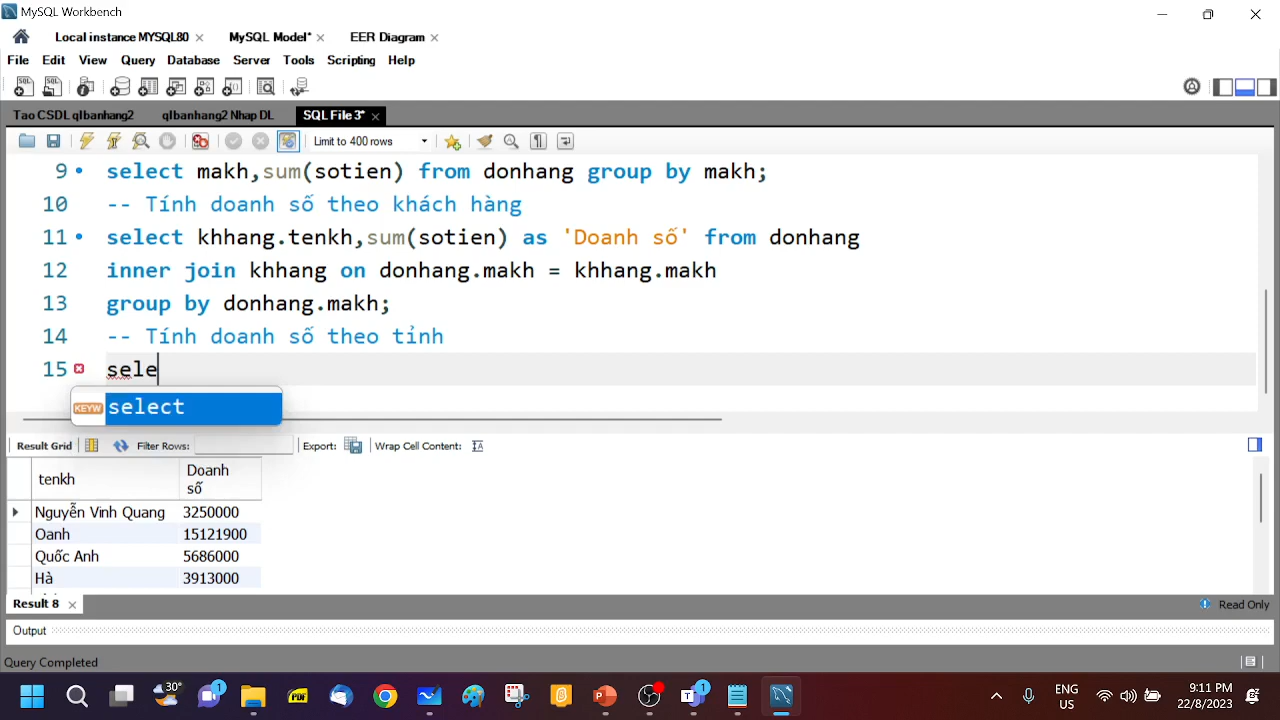 MySQL Workbench
Local instance MYSQL80 MySQL Model* EER Diagram
File Edit View Query Database Server Tools Scripting Help
Tao CSDL qlbanhang2 qlbanhang2 Nhap DL SQL File 3*
Limit to 400 rows
9 select makh,sum(sotien) from donhang group by makh;
10 -- Tính doanh số theo khách hàng
11 select khhang.tenkh,sum(sotien) as 'Doanh số' from donhang
12 inner join khhang on donhang.makh = khhang.makh
13 group by donhang.makh;
14 -- Tính doanh số theo tỉnh
15 sele
KEYW select
Result Grid Filter Rows: Export: Wrap Cell Content:
tenkh Doanh
số
Nguyễn Vinh Quang 3250000
Oanh 15121900
Quốc Anh 5686000
Hà 3913000
Result 8 Read Only
Output
Query Completed
30°
1
PDF
1
ENG
US
9:11 PM
22/8/2023